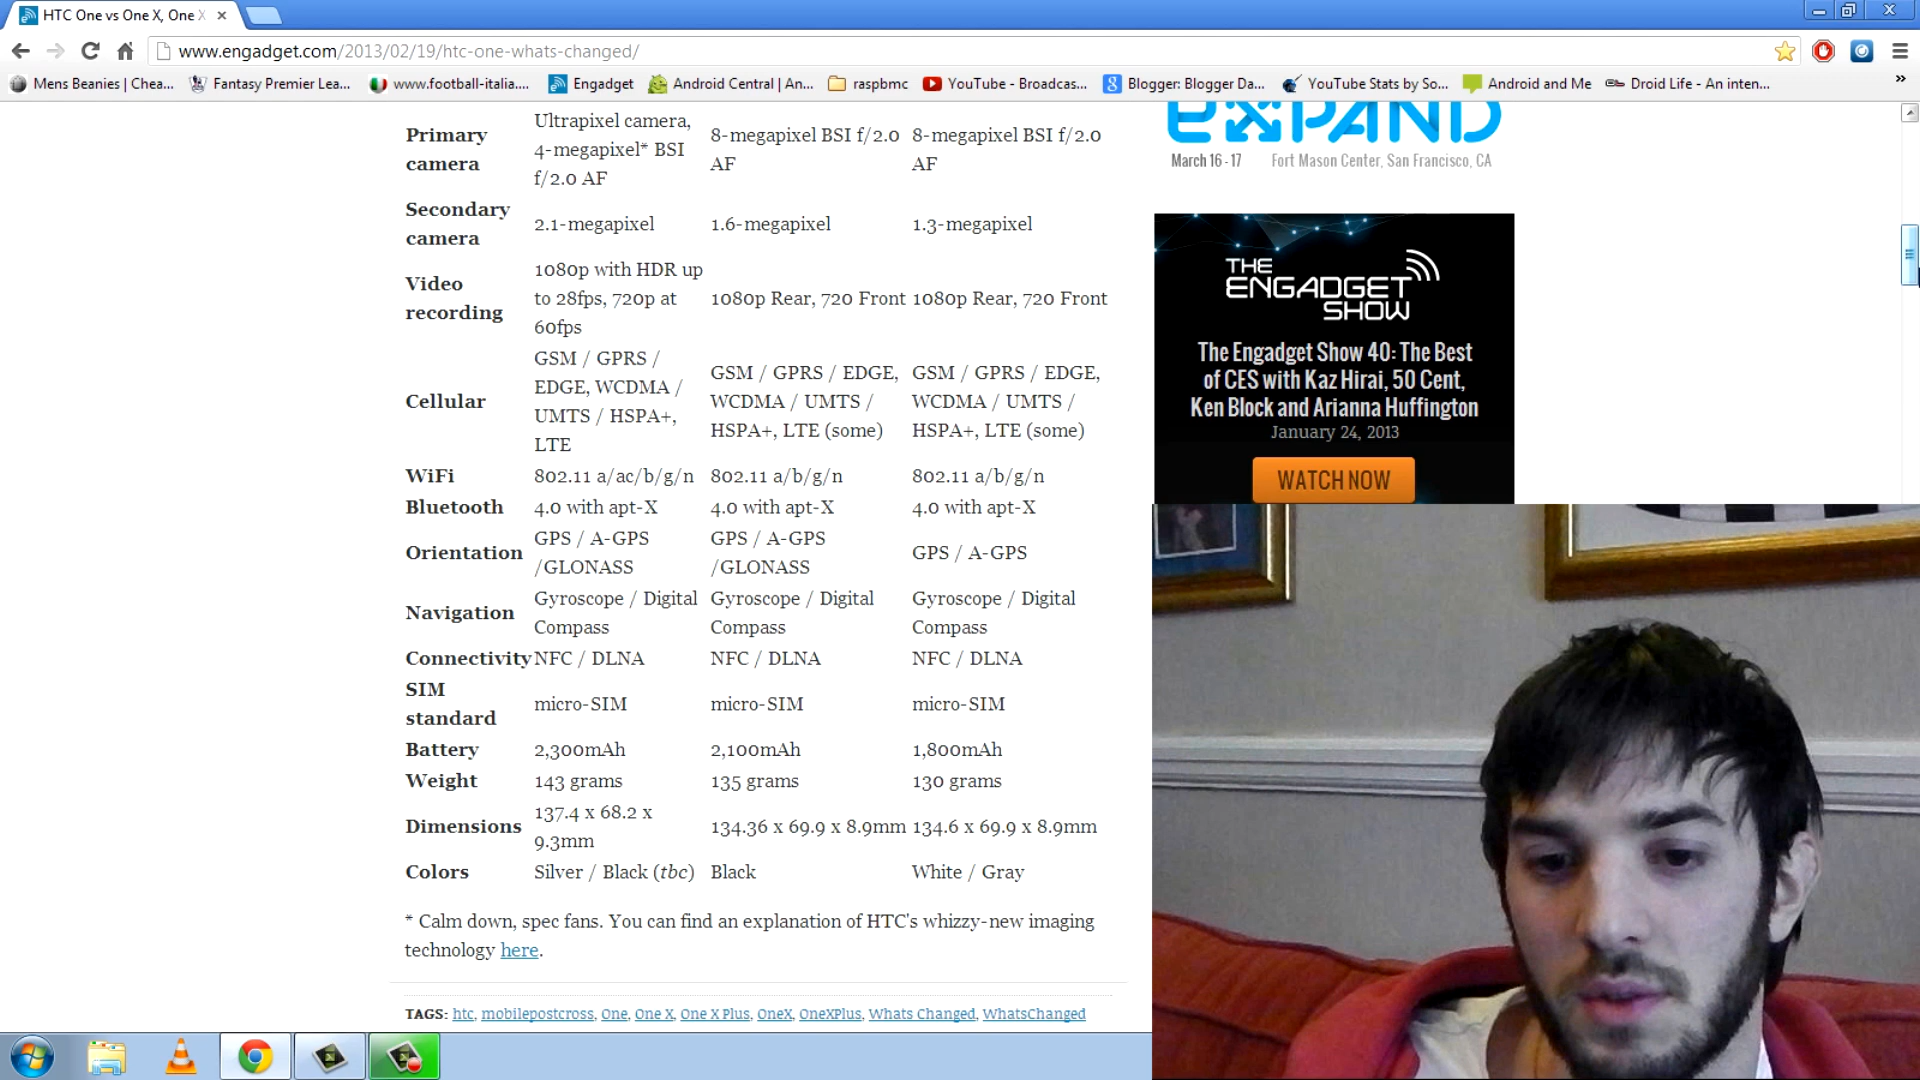 HTC One vs One X, One X
www.engadget.com/2013/02/19/htc-one-whats-changed/
Mens Beanies | Chea...
Fantasy Premier Lea...
www.football-italia....
Engadget
Android Central | An...
raspbmc
YouTube - Broadcas...
Blogger: Blogger Da...
YouTube Stats by So...
Android and Me
Droid Life - An inten...
»
Primary camera
Ultrapixel camera,
4-megapixel* BSI
f/2.0 AF
8-megapixel BSI f/2.0
AF
8-megapixel BSI f/2.0
AF
Secondary
camera
2.1-megapixel
1.6-megapixel
1.3-megapixel
Video
recording
1080p with HDR up
to 28fps, 720p at
60fps
1080p Rear, 720 Front
1080p Rear, 720 Front
Cellular
GSM / GPRS /
EDGE, WCDMA /
UMTS / HSPA+,
LTE
GSM / GPRS / EDGE,
WCDMA / UMTS /
HSPA+, LTE (some)
GSM / GPRS / EDGE,
WCDMA / UMTS /
HSPA+, LTE (some)
WiFi
802.11 a/ac/b/g/n
802.11 a/b/g/n
802.11 a/b/g/n
Bluetooth
4.0 with apt-X
4.0 with apt-X
4.0 with apt-X
Orientation
GPS / A-GPS
/GLONASS
GPS / A-GPS
/GLONASS
GPS / A-GPS
Navigation
Gyroscope / Digital
Compass
Gyroscope / Digital
Compass
Gyroscope / Digital
Compass
Connectivity
NFC / DLNA
NFC / DLNA
NFC / DLNA
SIM
standard
micro-SIM
micro-SIM
micro-SIM
Battery
2,300mAh
2,100mAh
1,800mAh
Weight
143 grams
135 grams
130 grams
Dimensions
137.4 x 68.2 x
9.3mm
134.36 x 69.9 x 8.9mm
134.6 x 69.9 x 8.9mm
Colors
Silver / Black (tbc)
Black
White / Gray
* Calm down, spec fans. You can find an explanation of HTC's whizzy-new imaging
technology here.
TAGS: htc, mobilepostcross, One, One X, One X Plus, OneX, OneXPlus, Whats Changed, WhatsChanged
eXPAND
March 16 - 17 Fort Mason Center, San Francisco, CA
THE
ENGADGET
SHOW
The Engadget Show 40: The Best
of CES with Kaz Hirai, 50 Cent,
Ken Block and Arianna Huffington
January 24, 2013
WATCH NOW